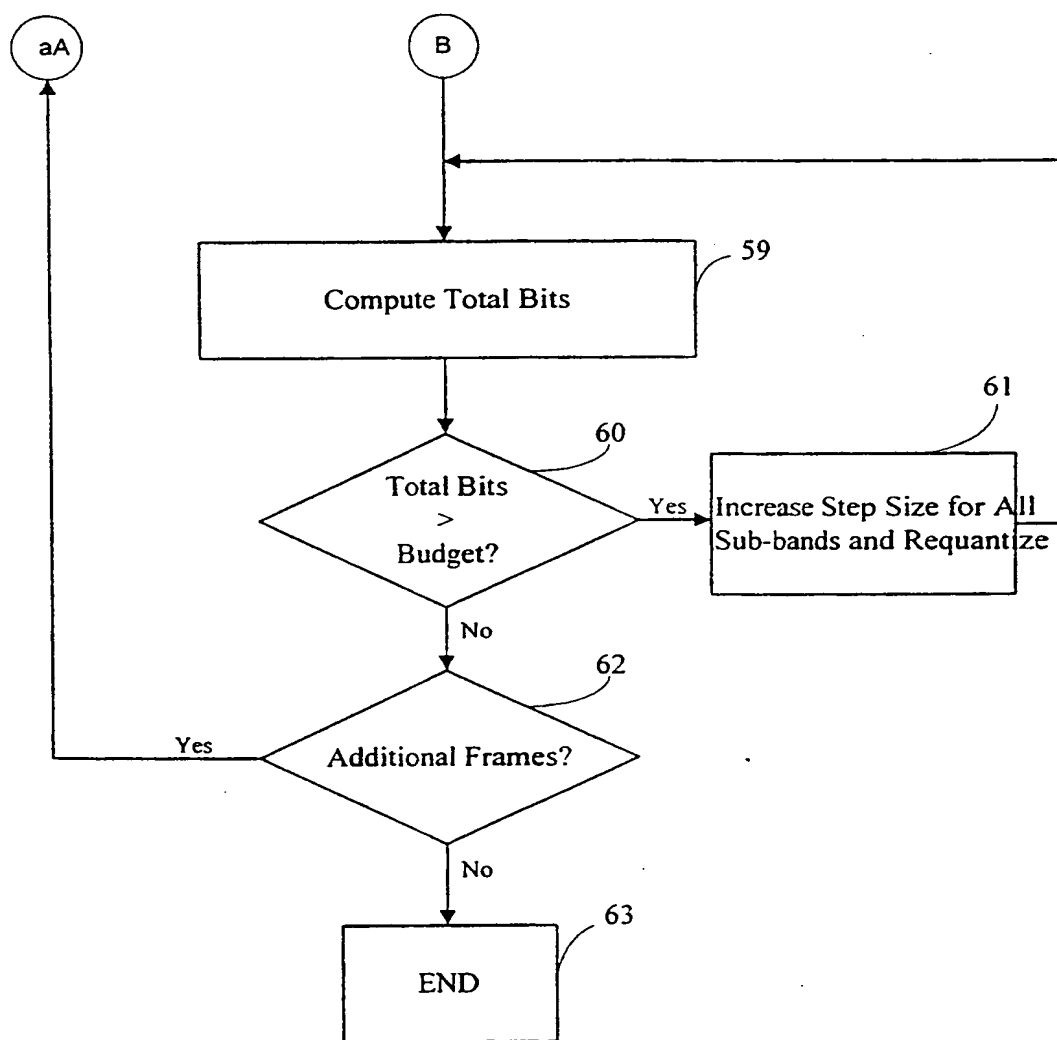 aA
B
59
Compute Total Bits
60
61
Total Bits
>
Budget?
Yes
Increase Step Size for All
Sub-bands and Requantize
No
62
Yes
Additional Frames?
No
63
END